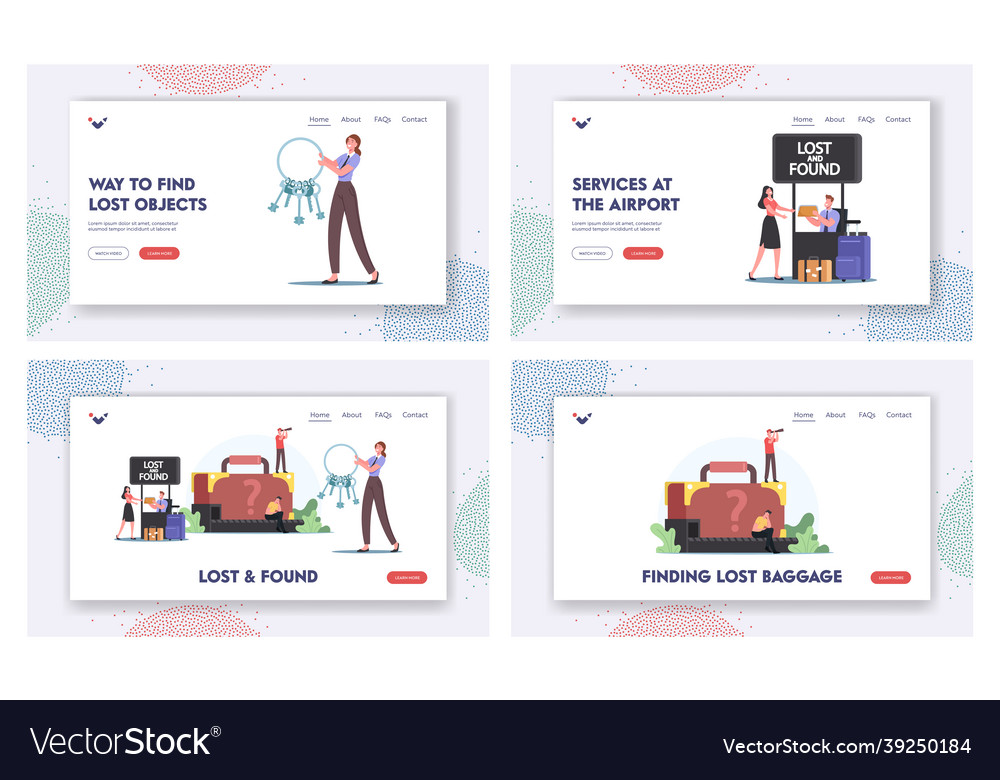 Home About FAQs Contact
WAY TO FIND
LOST OBJECTS
Lorem ipsum dolor sit amet, consectetur
eiusmod tempor incididunt ut labore et
WATCH VIDEO LEARN MORE
Home About FAQs Contact
LOST
AND
FOUND
SERVICES AT
THE AIRPORT
Lorem ipsum dolor sit amet, consectetur
eiusmod tempor incididunt ut labore et
WATCH VIDEO LEARN MORE
Home About FAQs Contact
LOST
AND
FOUND
?
LOST & FOUND
LEARN MORE
Home About FAQs Contact
?
FINDING LOST BAGGAGE
LEARN MORE
VectorStock®
VectorStock.com/39250184